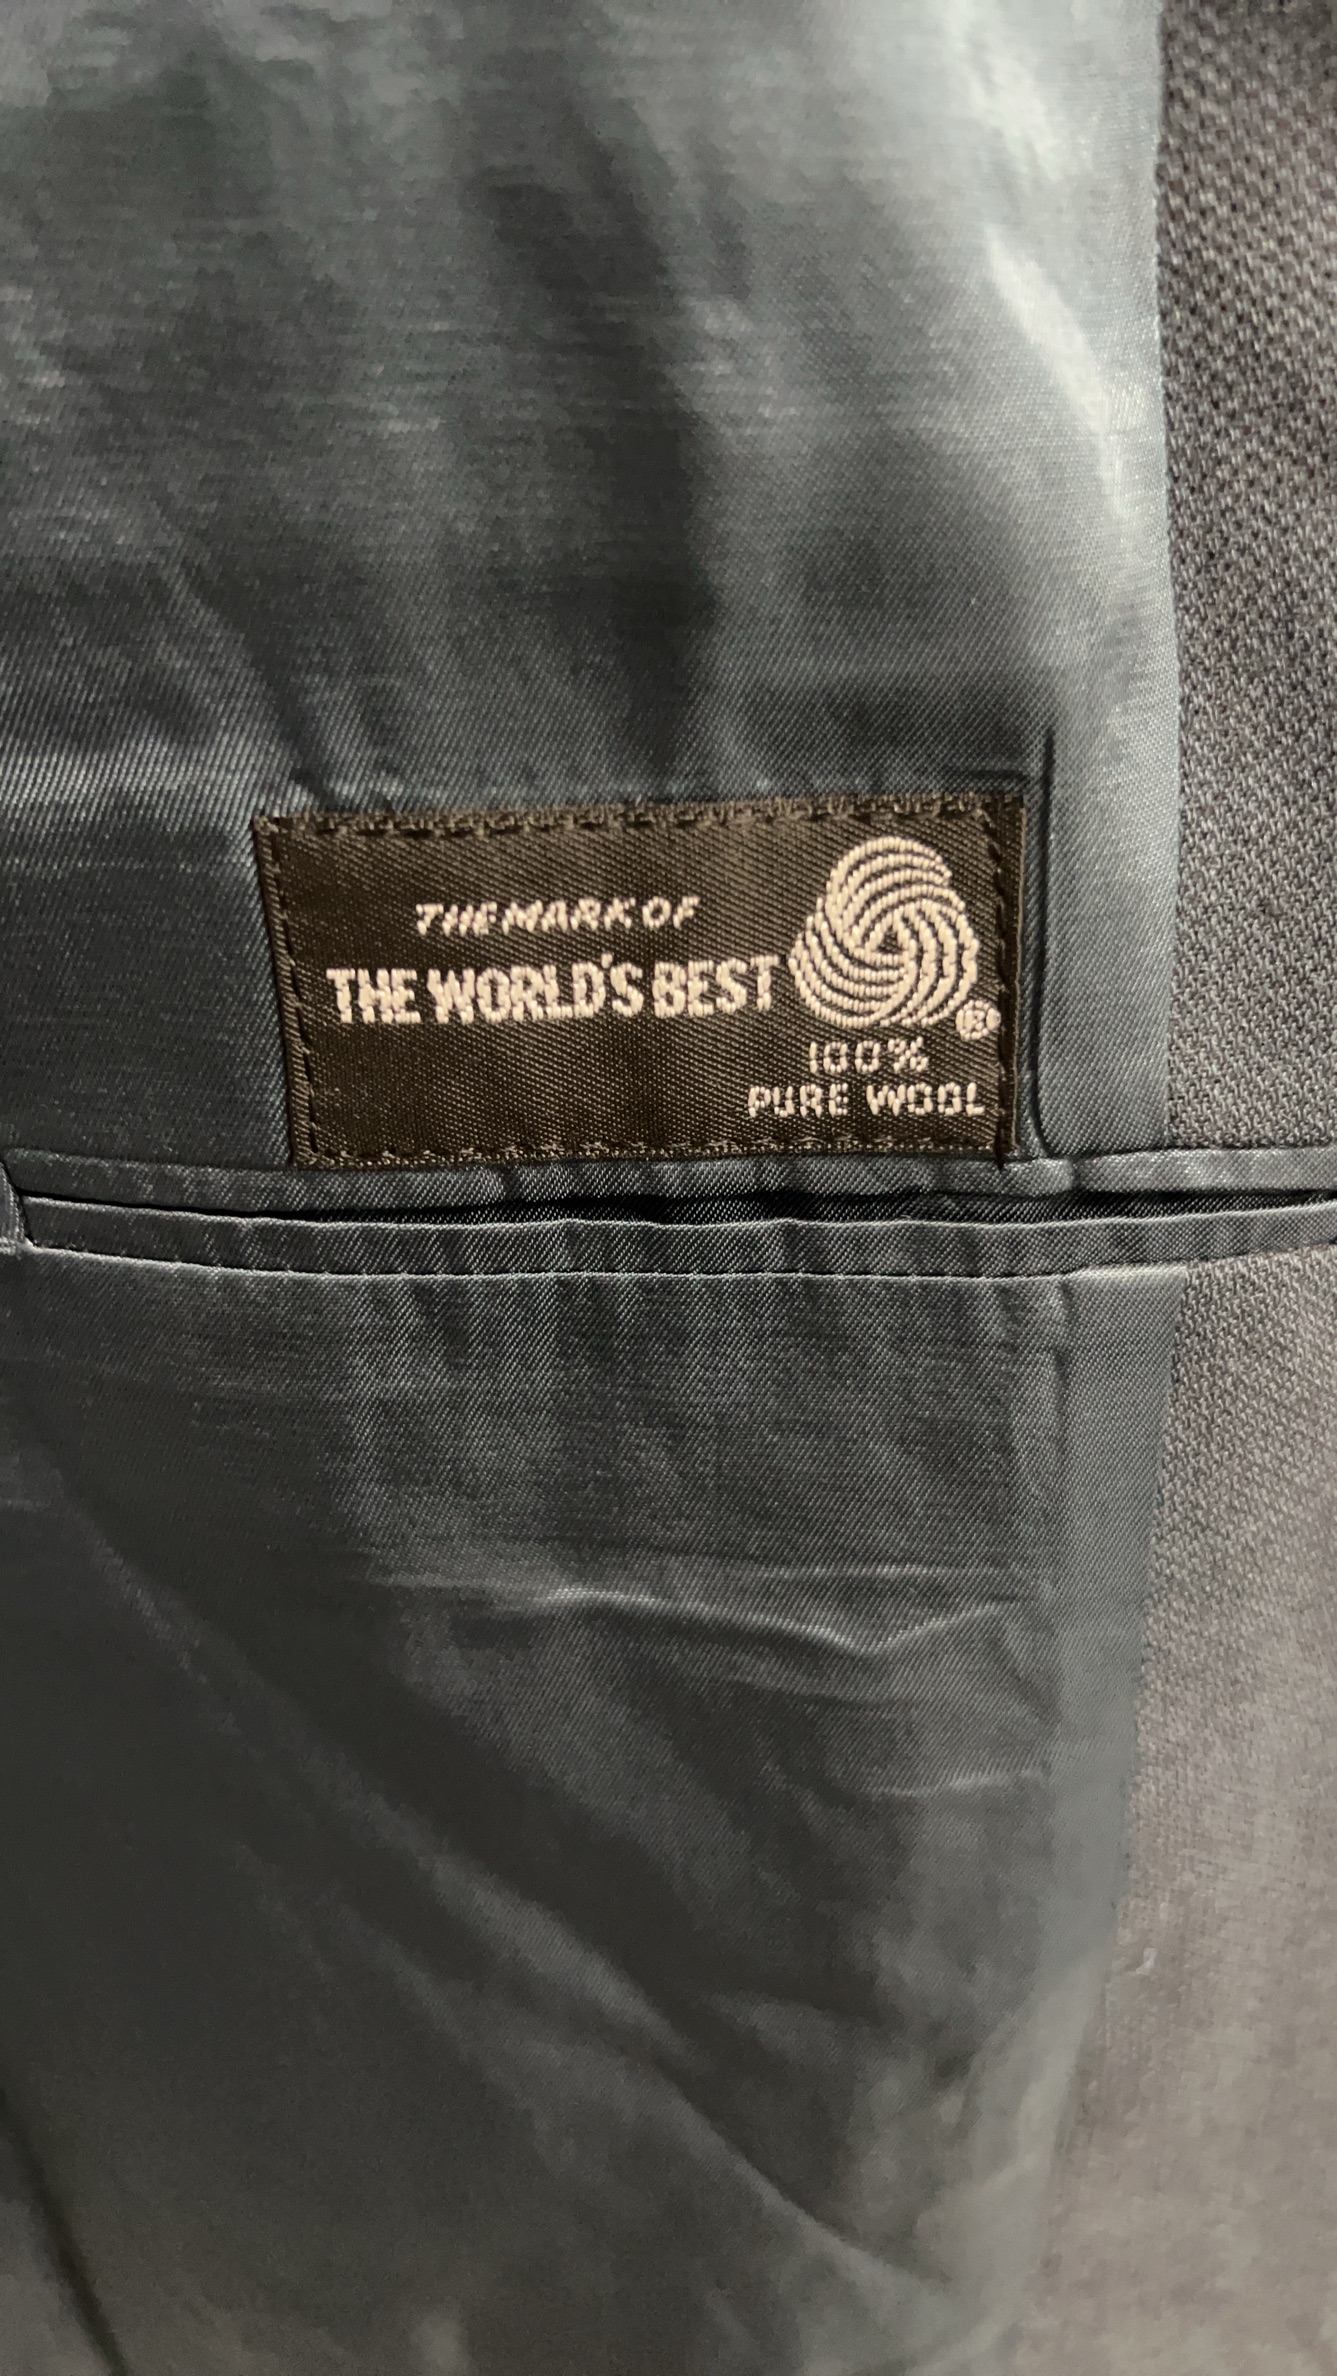 THE MARK OF
THE WORLD'S BEST
®
100%
PURE WOOL